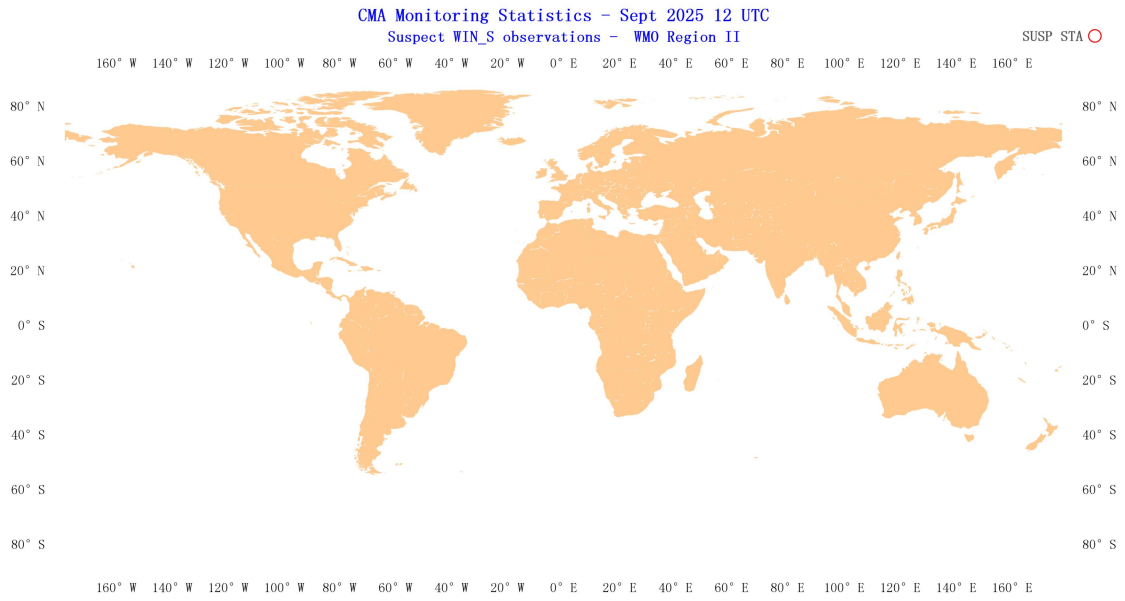 CMA Monitoring Statistics - Sept 2025 12 UTC
Suspect WIN_S observations - WMO Region II
SUSP STA
160° W 140° W 120° W 100° W 80° W 60° W 40° W 20° W 0° E 20° E 40° E 60° E 80° E 100° E 120° E 140° E 160° E
80° N 80° N
60° N 60° N
40° N 40° N
20° N 20° N
0° S 0° S
20° S 20° S
40° S 40° S
60° S 60° S
80° S 80° S
160° W 140° W 120° W 100° W 80° W 60° W 40° W 20° W 0° E 20° E 40° E 60° E 80° E 100° E 120° E 140° E 160° E